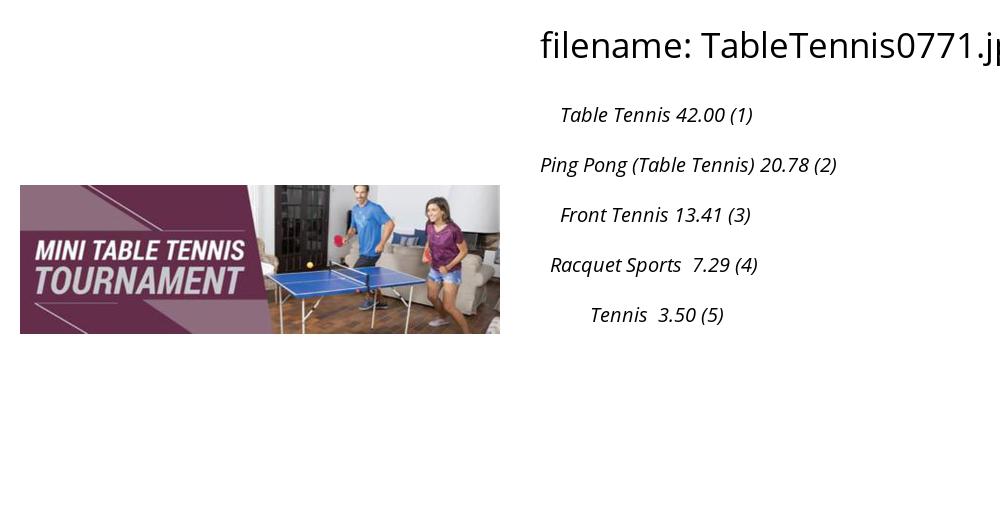 filename: TableTennis0771.jp
Table Tennis 42.00 (1)
Ping Pong (Table Tennis) 20.78 (2)
Front Tennis 13.41 (3)
Racquet Sports 7.29 (4)
Tennis 3.50 (5)
MINI TABLE TENNIS
TOURNAMENT